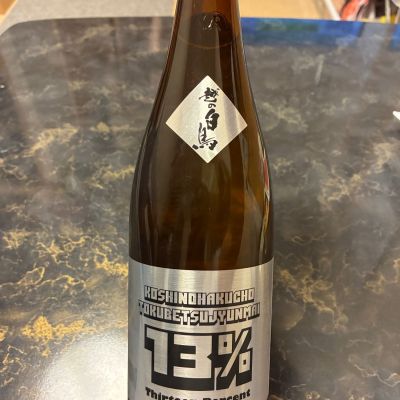 越の白鳥
KOSHINOHAKUCHO
TOKUBETSUJYUNMAI
13%
Thirteen Percent